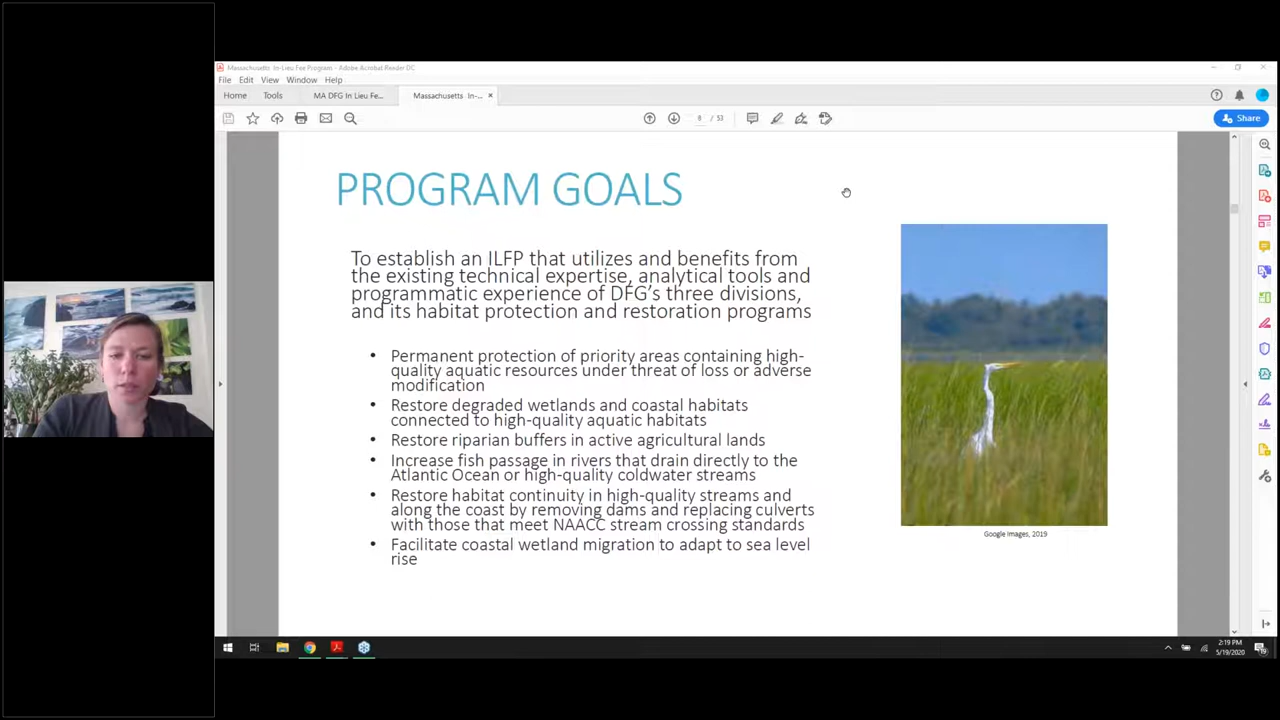 Massachusetts In-Lieu Fee Program - Adobe Acrobat Reader DC
File Edit View Window Help
Home Tools MA DFG In Lieu Fe... Massachusetts In-... ×
8 / 53
Share
PROGRAM GOALS
To establish an ILFP that utilizes and benefits from
the existing technical expertise, analytical tools and
programmatic experience of DFG’s three divisions,
and its habitat protection and restoration programs
• Permanent protection of priority areas containing high-
quality aquatic resources under threat of loss or adverse
modification
• Restore degraded wetlands and coastal habitats
connected to high-quality aquatic habitats
• Restore riparian buffers in active agricultural lands
• Increase fish passage in rivers that drain directly to the
Atlantic Ocean or high-quality coldwater streams
• Restore habitat continuity in high-quality streams and
along the coast by removing dams and replacing culverts
with those that meet NAACC stream crossing standards
• Facilitate coastal wetland migration to adapt to sea level
rise
Google Images, 2019
2:19 PM
5/19/2020